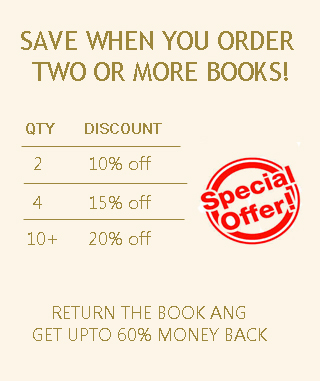 SAVE WHEN YOU ORDER
TWO OR MORE BOOKS!
QTY DISCOUNT
2 10% off
4 15% off
10+ 20% off
Special
Offer!
RETURN THE BOOK ANG
GET UPTO 60% MONEY BACK